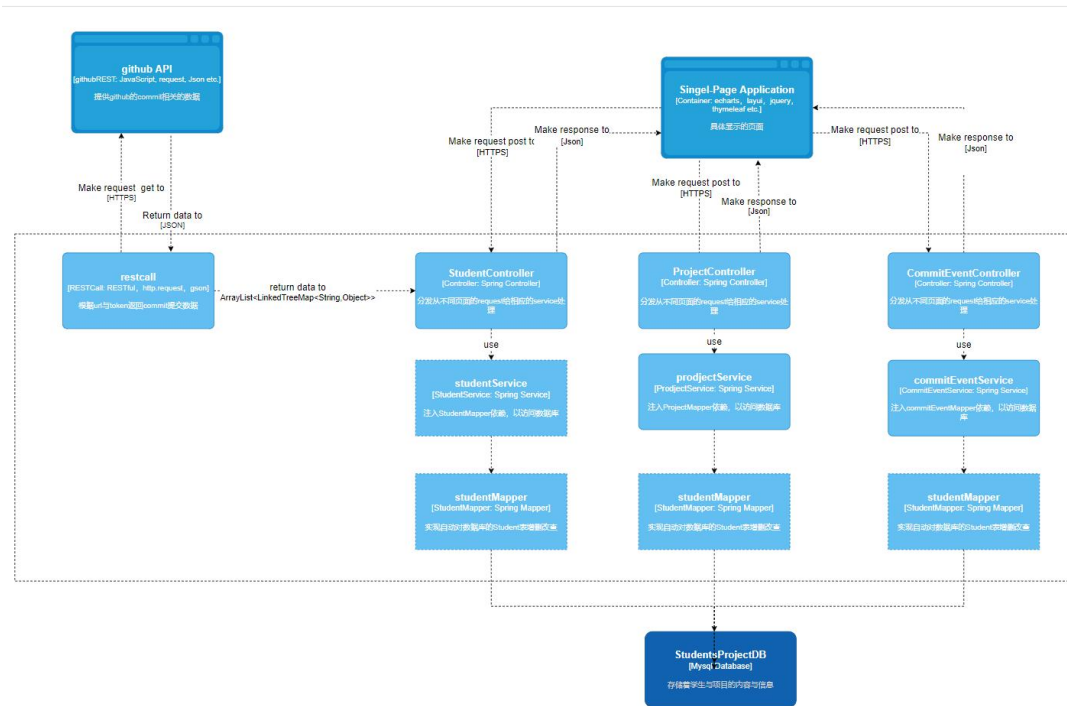 github API
[githubREST: JavaScript, request, Json etc.]
提供github的commit相关的数据
Singel-Page Application
[Container: echarts，layui，jquery，
thymeleaf etc.]
具体显示的页面
Make request get to
[HTTPS]
Return data to
[JSON]
Make request post to
[HTTPS]
Make response to
[Json]
Make request post to
[HTTPS]
Make response to
[Json]
Make request post to
[HTTPS]
Make response to
[Json]
restcall
[RESTCall: RESTful，http.request，gson]
根据url与token返回commit提交数据
return data to
ArrayList<LinkedTreeMap<String,Object>>
StudentController
[Controller: Spring Controller]
分发从不同页面的request给相应的service处
理
ProjectController
[Controller: Spring Controller]
分发从不同页面的request给相应的service处
理
CommitEventController
[Controller: Spring Controller]
分发从不同页面的request给相应的service处
理
use
use
use
studentService
[StudentService: Spring Service]
注入StudentMapper依赖，以访问数据库
prodjectService
[ProdjectService: Spring Service]
注入ProjectMapper依赖，以访问数据库
commitEventService
[CommitEventService: Spring Service]
注入commitEventMapper依赖，以访问数据
库
studentMapper
[StudentMapper: Spring Mapper]
实现自动对数据库的Student表增删改查
studentMapper
[StudentMapper: Spring Mapper]
实现自动对数据库的Student表增删改查
studentMapper
[StudentMapper: Spring Mapper]
实现自动对数据库的Student表增删改查
StudentsProjectDB
[Mysql Database]
存储着学生与项目的内容与信息